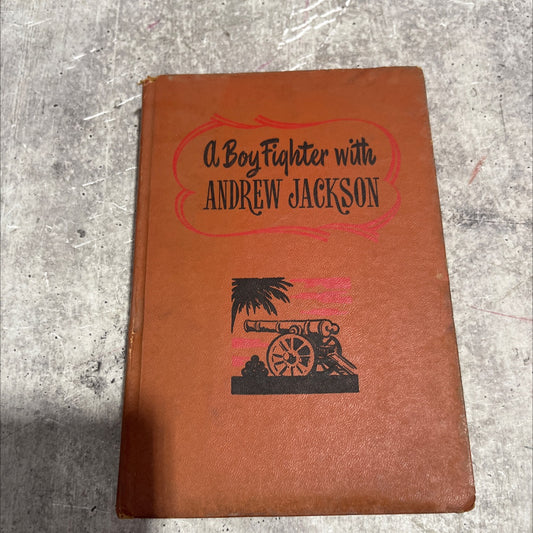 A Boy Fighter with
ANDREW JACKSON